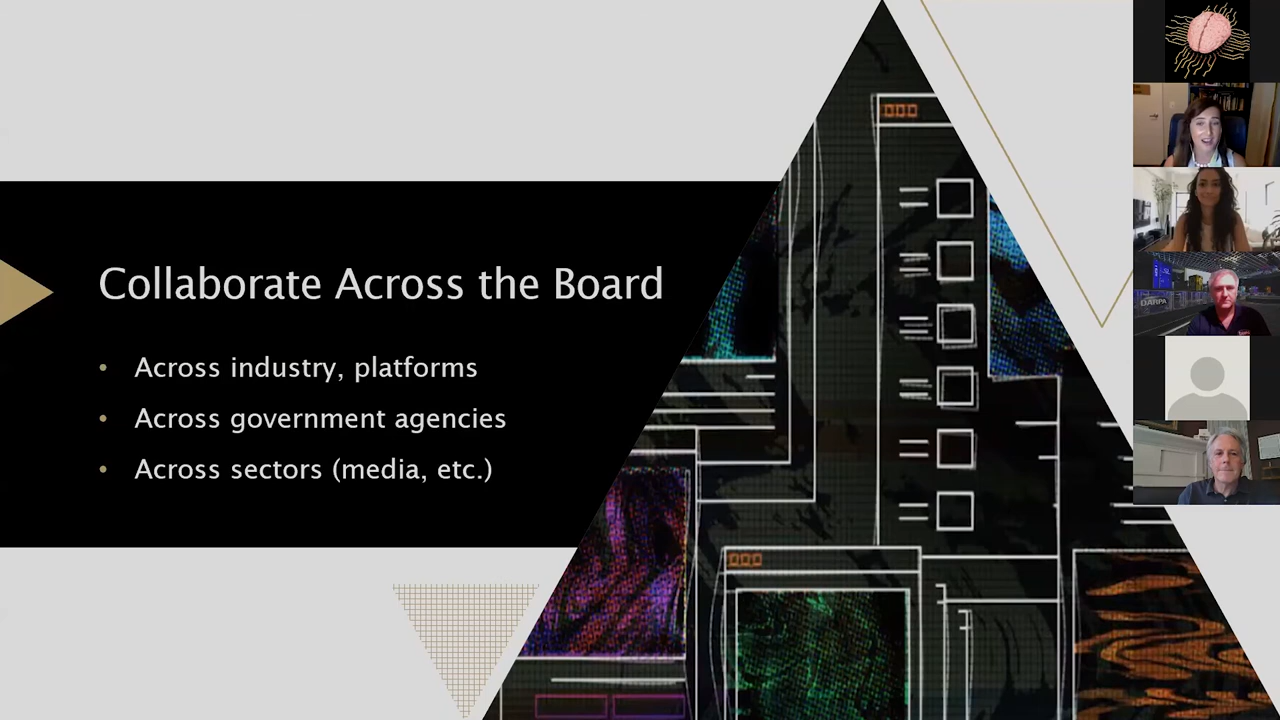 Collaborate Across the Board
• Across industry, platforms
• Across government agencies
• Across sectors (media, etc.)
DARPA